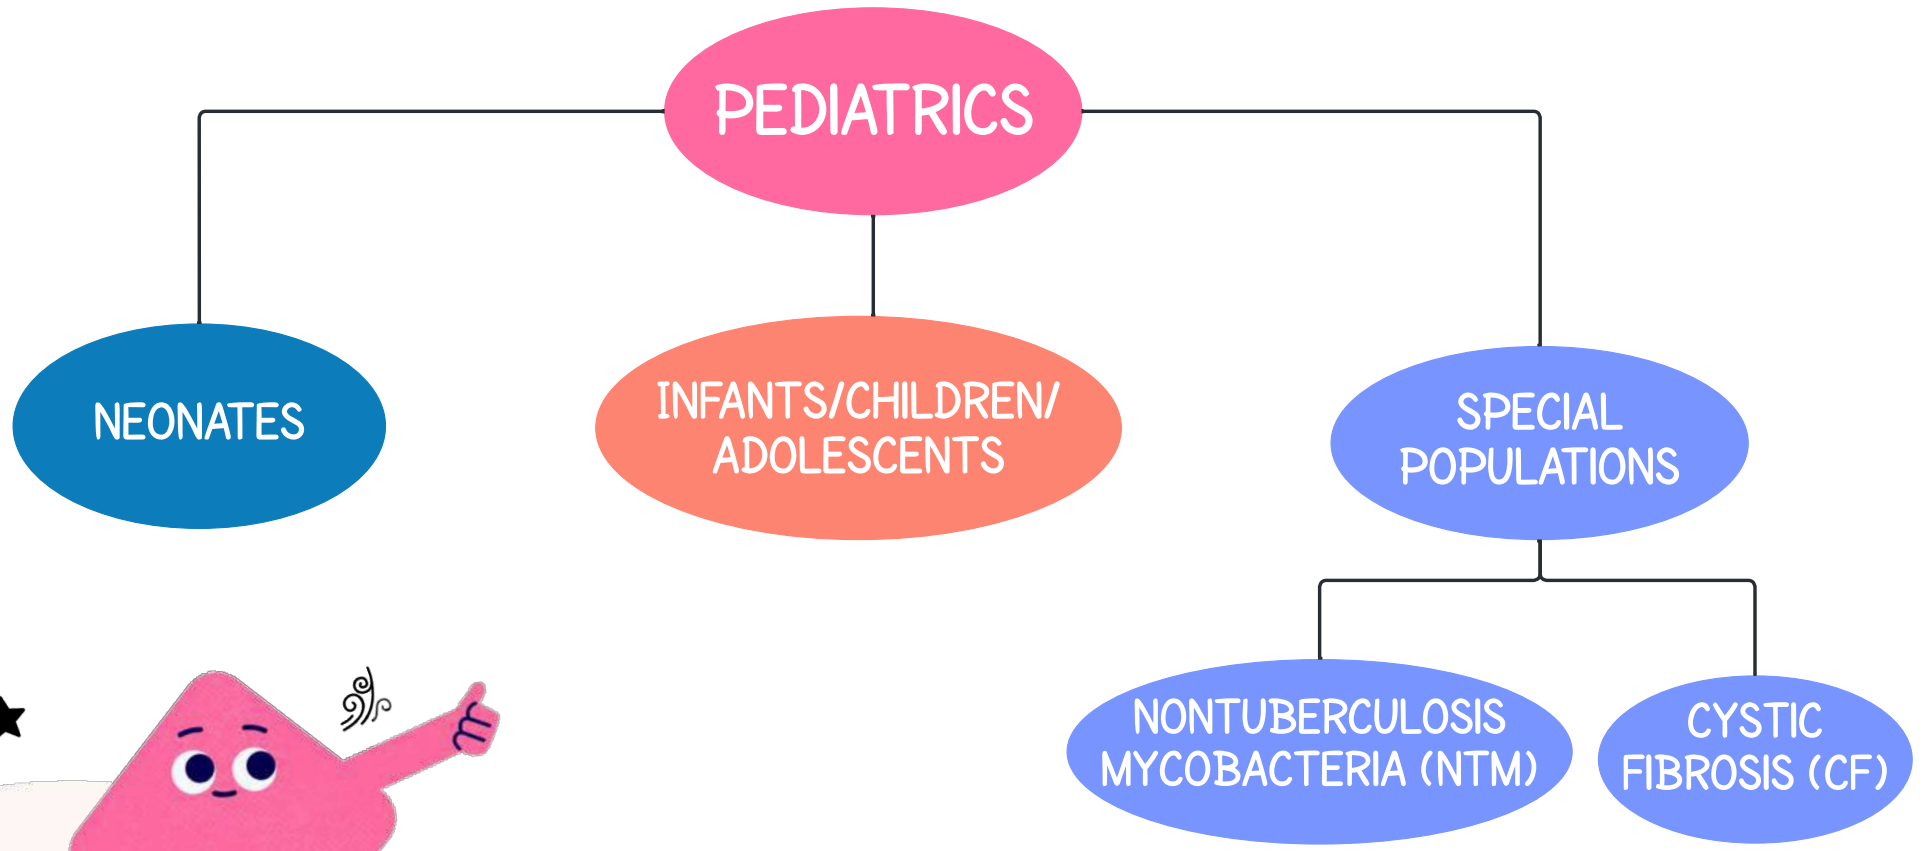 PEDIATRICS
NEONATES
INFANTS/CHILDREN/
ADOLESCENTS
SPECIAL
POPULATIONS
NONTUBERCULOSIS
MYCOBACTERIA (NTM)
CYSTIC
FIBROSIS (CF)